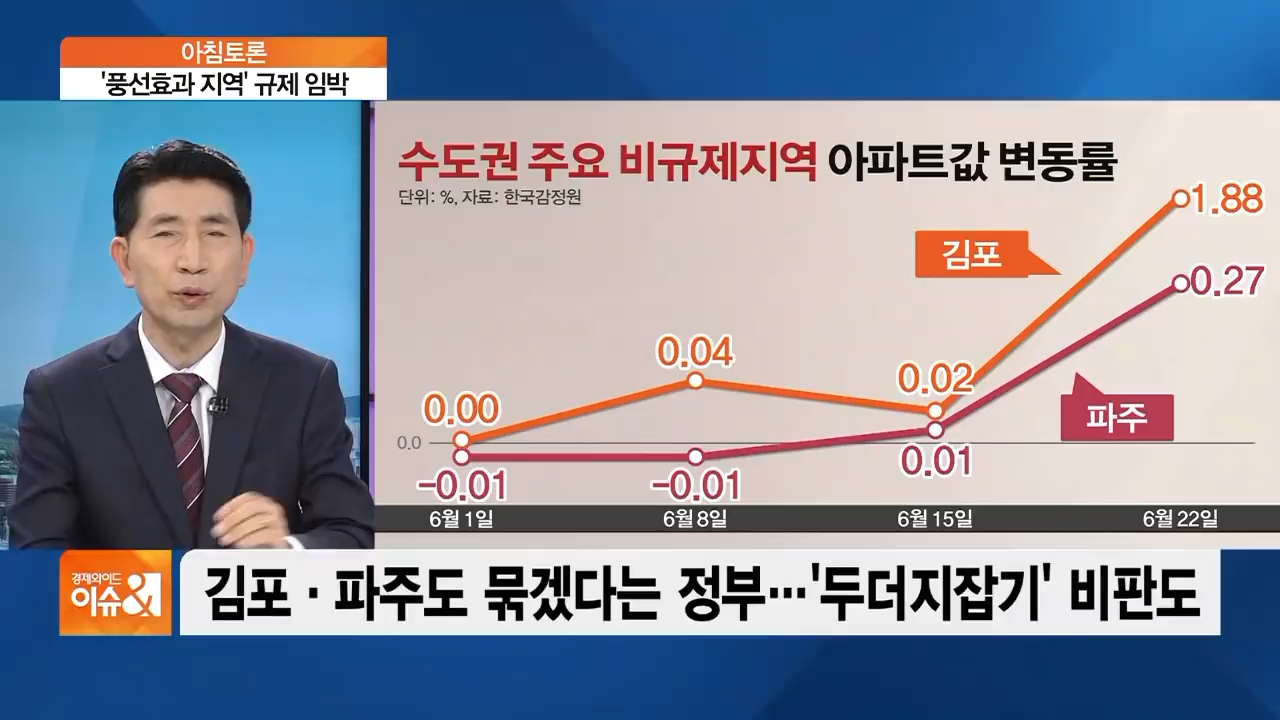 아침토론
'풍선효과 지역' 규제 임박
수도권 주요 비규제지역 아파트값 변동률
단위: %, 자료: 한국감정원
1.88
김포
0.27
0.04
0.02
0.00
파주
0.0
-0.01
-0.01
0.01
6월 1일
6월 8일
6월 15일
6월 22일
경제와이드
이슈&
김포·파주도 묶겠다는 정부…'두더지잡기' 비판도